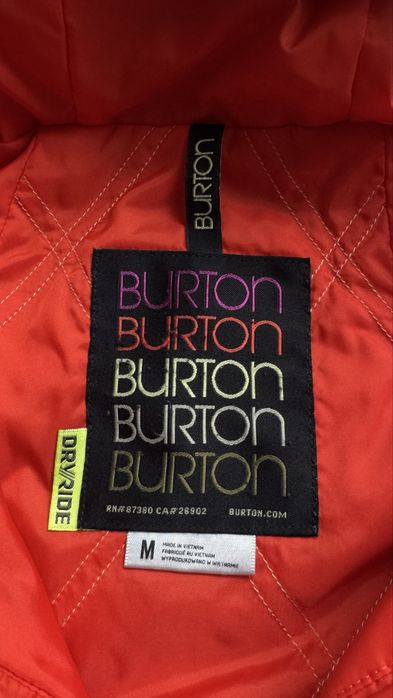 BURTON
BURTON
BURTON
BURTON
BURTON
BURTON
RN#87380 CA#26902 BURTON.COM
DRYRIDE
M
MADE IN VIETNAM
FABRIQUÉ AU VIETNAM
WYPRODUKOWANO W WIETNAMIE